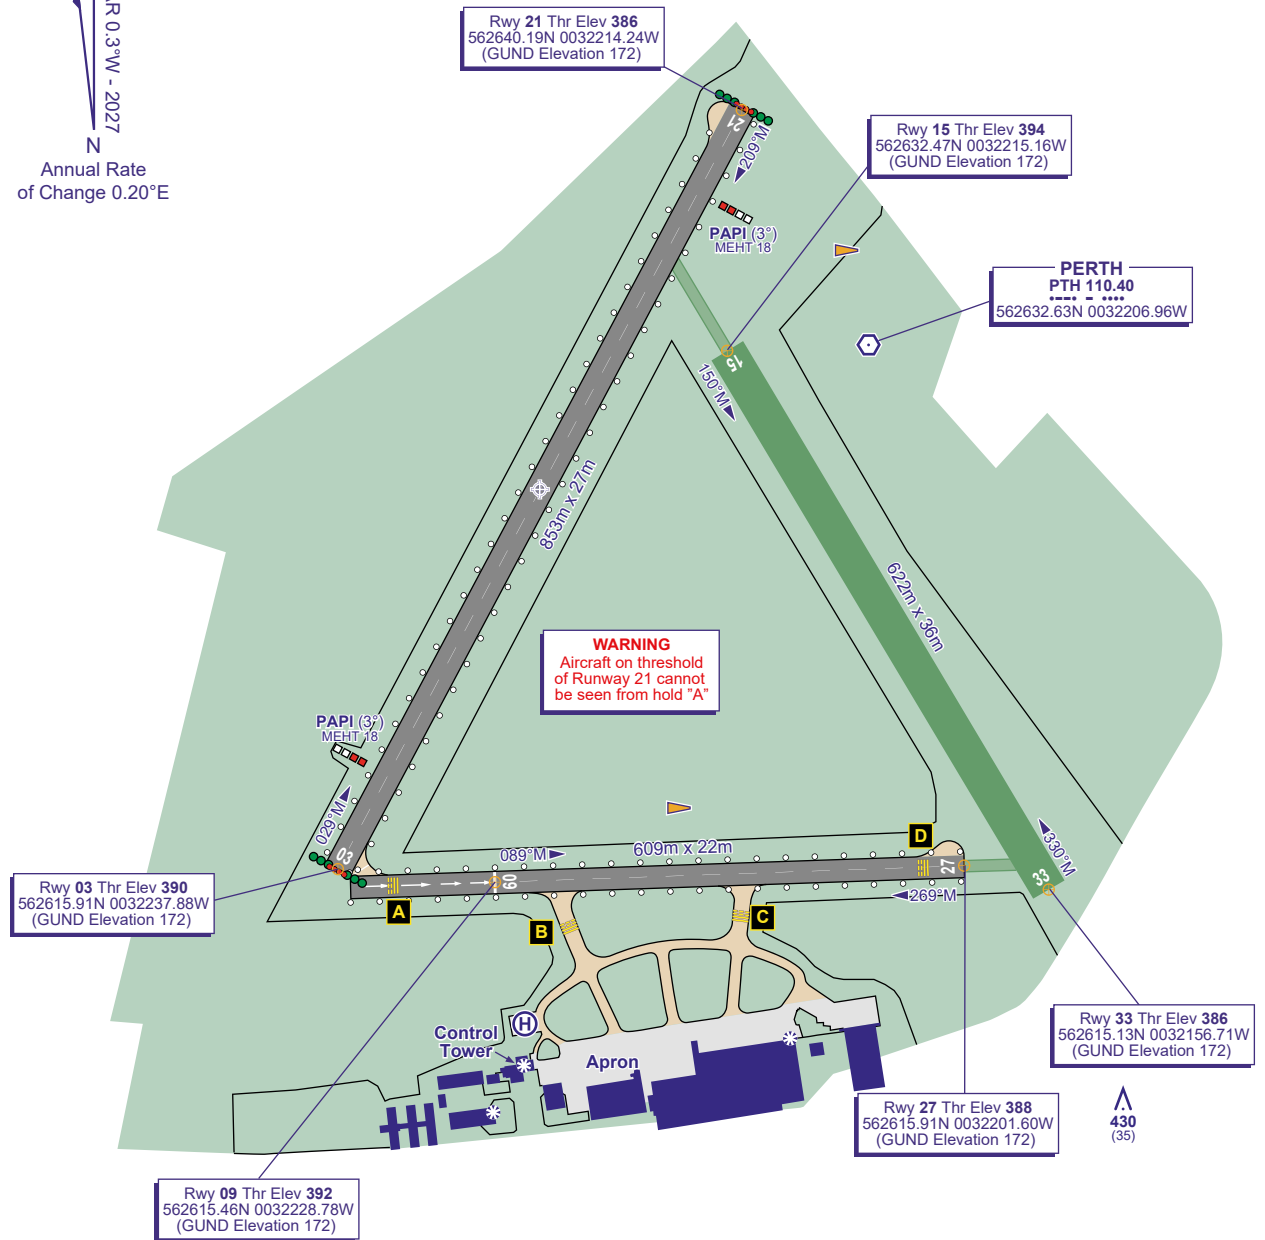 AR 0.3°W - 2027
N
Annual Rate
of Change 0.20°E
Rwy 21 Thr Elev 386
562640.19N 0032214.24W
(GUND Elevation 172)
21
209°M
Rwy 15 Thr Elev 394
562632.47N 0032215.16W
(GUND Elevation 172)
PAPI (3°)
MEHT 18
PERTH
PTH 110.40
562632.63N 0032206.96W
15
150°M
853m x 27m
622m x 36m
WARNING
Aircraft on threshold
of Runway 21 cannot
be seen from hold "A"
PAPI (3°)
MEHT 18
029°M
03
089°M
609m x 22m
D
330°M
09
27
33
269°M
Rwy 03 Thr Elev 390
562615.91N 0032237.88W
(GUND Elevation 172)
A
B
C
H
Control
Tower
Apron
Rwy 33 Thr Elev 386
562615.13N 0032156.71W
(GUND Elevation 172)
Rwy 27 Thr Elev 388
562615.91N 0032201.60W
(GUND Elevation 172)
430
(35)
Rwy 09 Thr Elev 392
562615.46N 0032228.78W
(GUND Elevation 172)